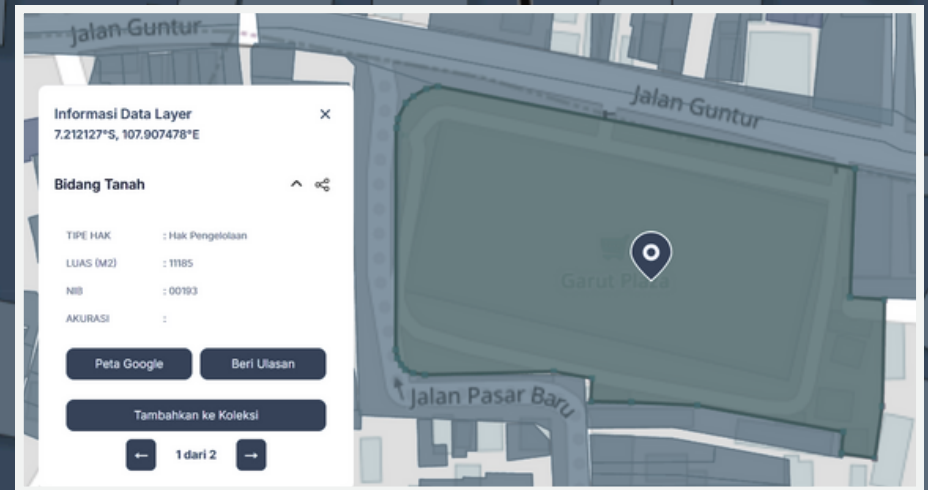 Jalan Guntur
Jalan Guntur
Informasi Data Layer
7.212127°S, 107.907478°E
Bidang Tanah
TIPE HAK : Hak Pengelolaan
LUAS (M2) : 11185
NIB : 00193
AKURASI :
Peta Google Beri Ulasan
Tambahkan ke Koleksi
← 1 dari 2 →
Garut Plaza
Jalan Pasar Baru